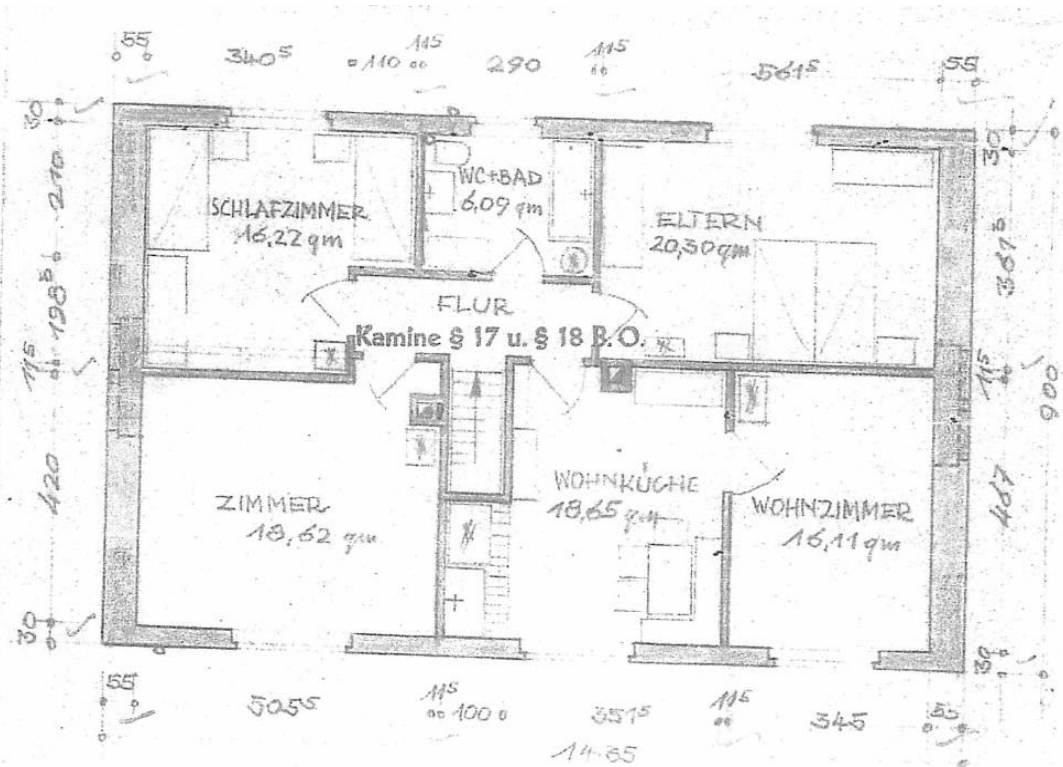 55 340⁵ 110 11⁵ 290 11⁵ 561⁵ 55
30
210
198⁵
11⁵
420
30
SCHLAFZIMMER
16,22 qm
WC+BAD
6,09 qm
ELTERN
20,30 qm
FLUR
Kamine § 17 u. § 18 B.O.
ZIMMER
18,62 qm
WOHNKÜCHE
18,65 qm
WOHNZIMMER
16,11 qm
30
361⁵
11⁵
467
30
900
55 505⁵ 11⁵ 100 351⁵ 11⁵ 345 55
14.85